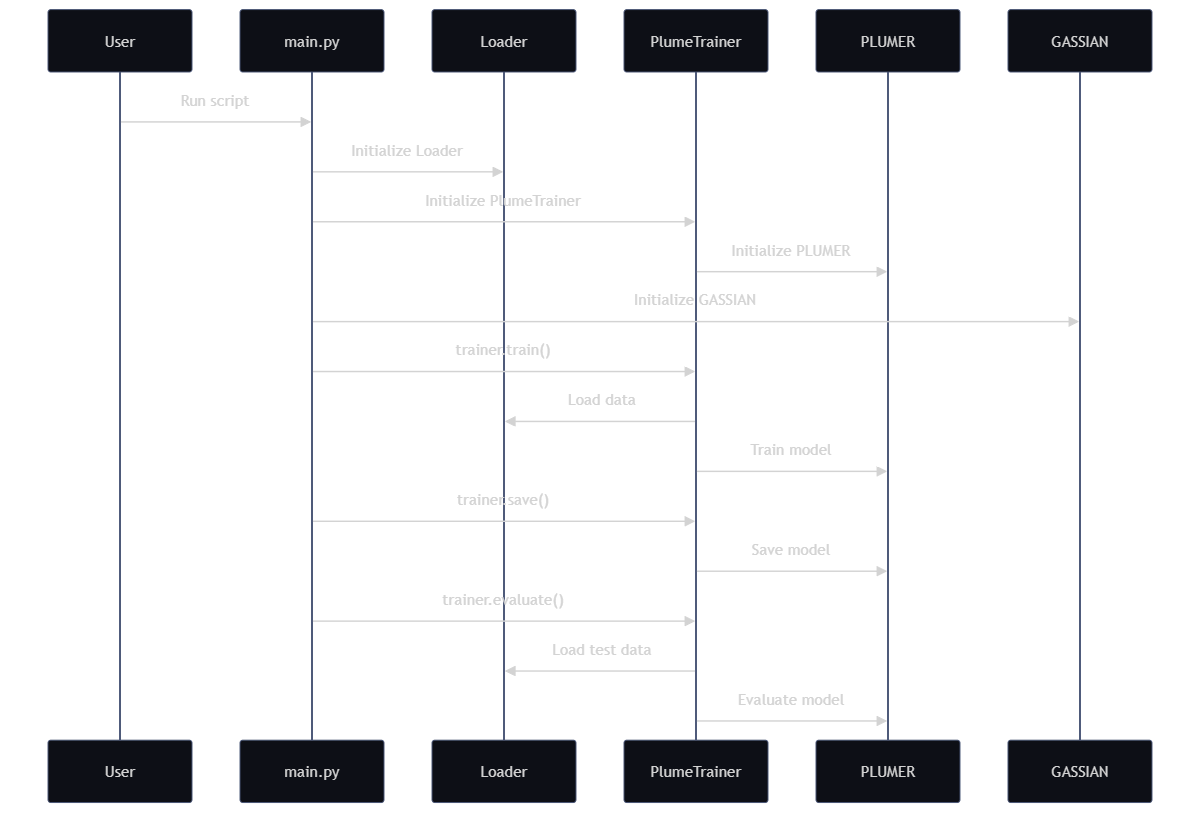 User
main.py
Loader
PlumeTrainer
PLUMER
GASSIAN
Run script
Initialize Loader
Initialize PlumeTrainer
Initialize PLUMER
Initialize GASSIAN
trainer.train()
Load data
Train model
trainer.save()
Save model
trainer.evaluate()
Load test data
Evaluate model
User
main.py
Loader
PlumeTrainer
PLUMER
GASSIAN